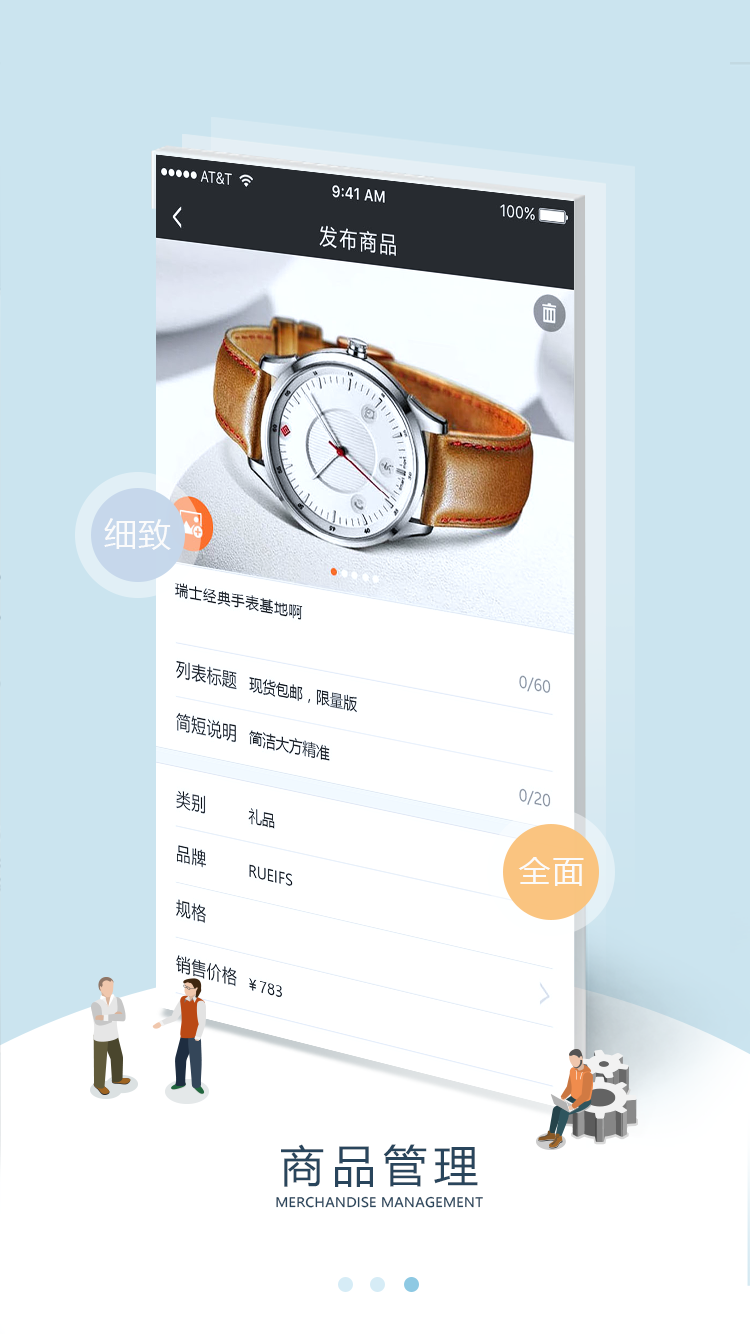 AT&T
9:41 AM
100%
发布商品
细致
瑞士经典手表基地啊
0/60
列表标题 现货包邮，限量版
简短说明 简洁大方精准
0/20
类别 礼品
全面
品牌 RUEIFS
规格
销售价格 ¥783
商品管理
MERCHANDISE MANAGEMENT